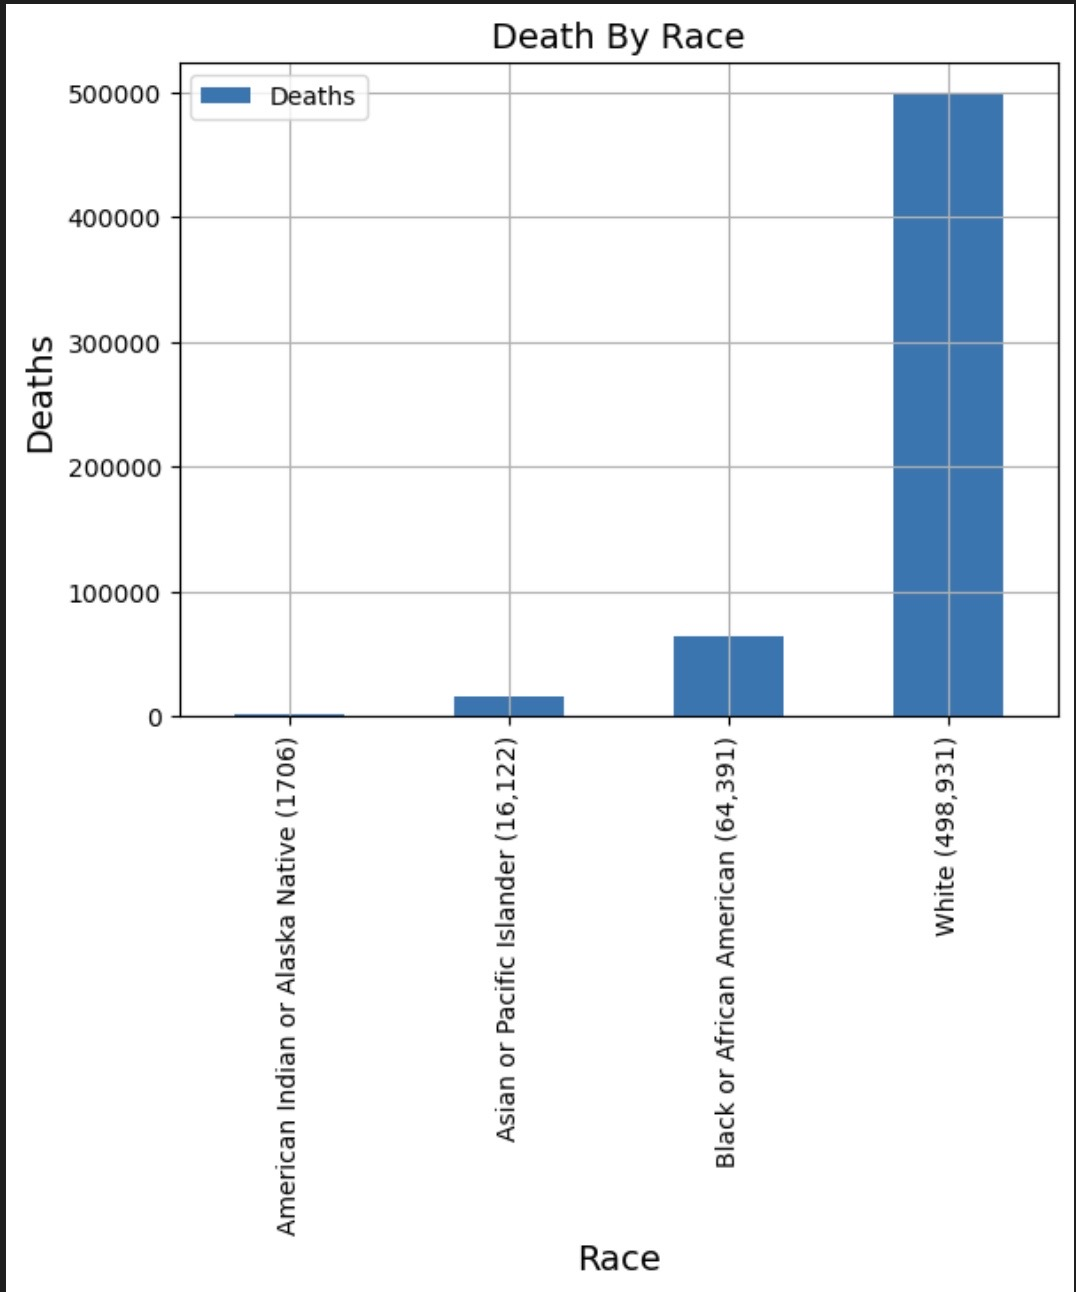 Death By Race
Deaths
500000
400000
300000
200000
100000
0
Deaths
American Indian or Alaska Native (1706)
Asian or Pacific Islander (16,122)
Black or African American (64,391)
White (498,931)
Race